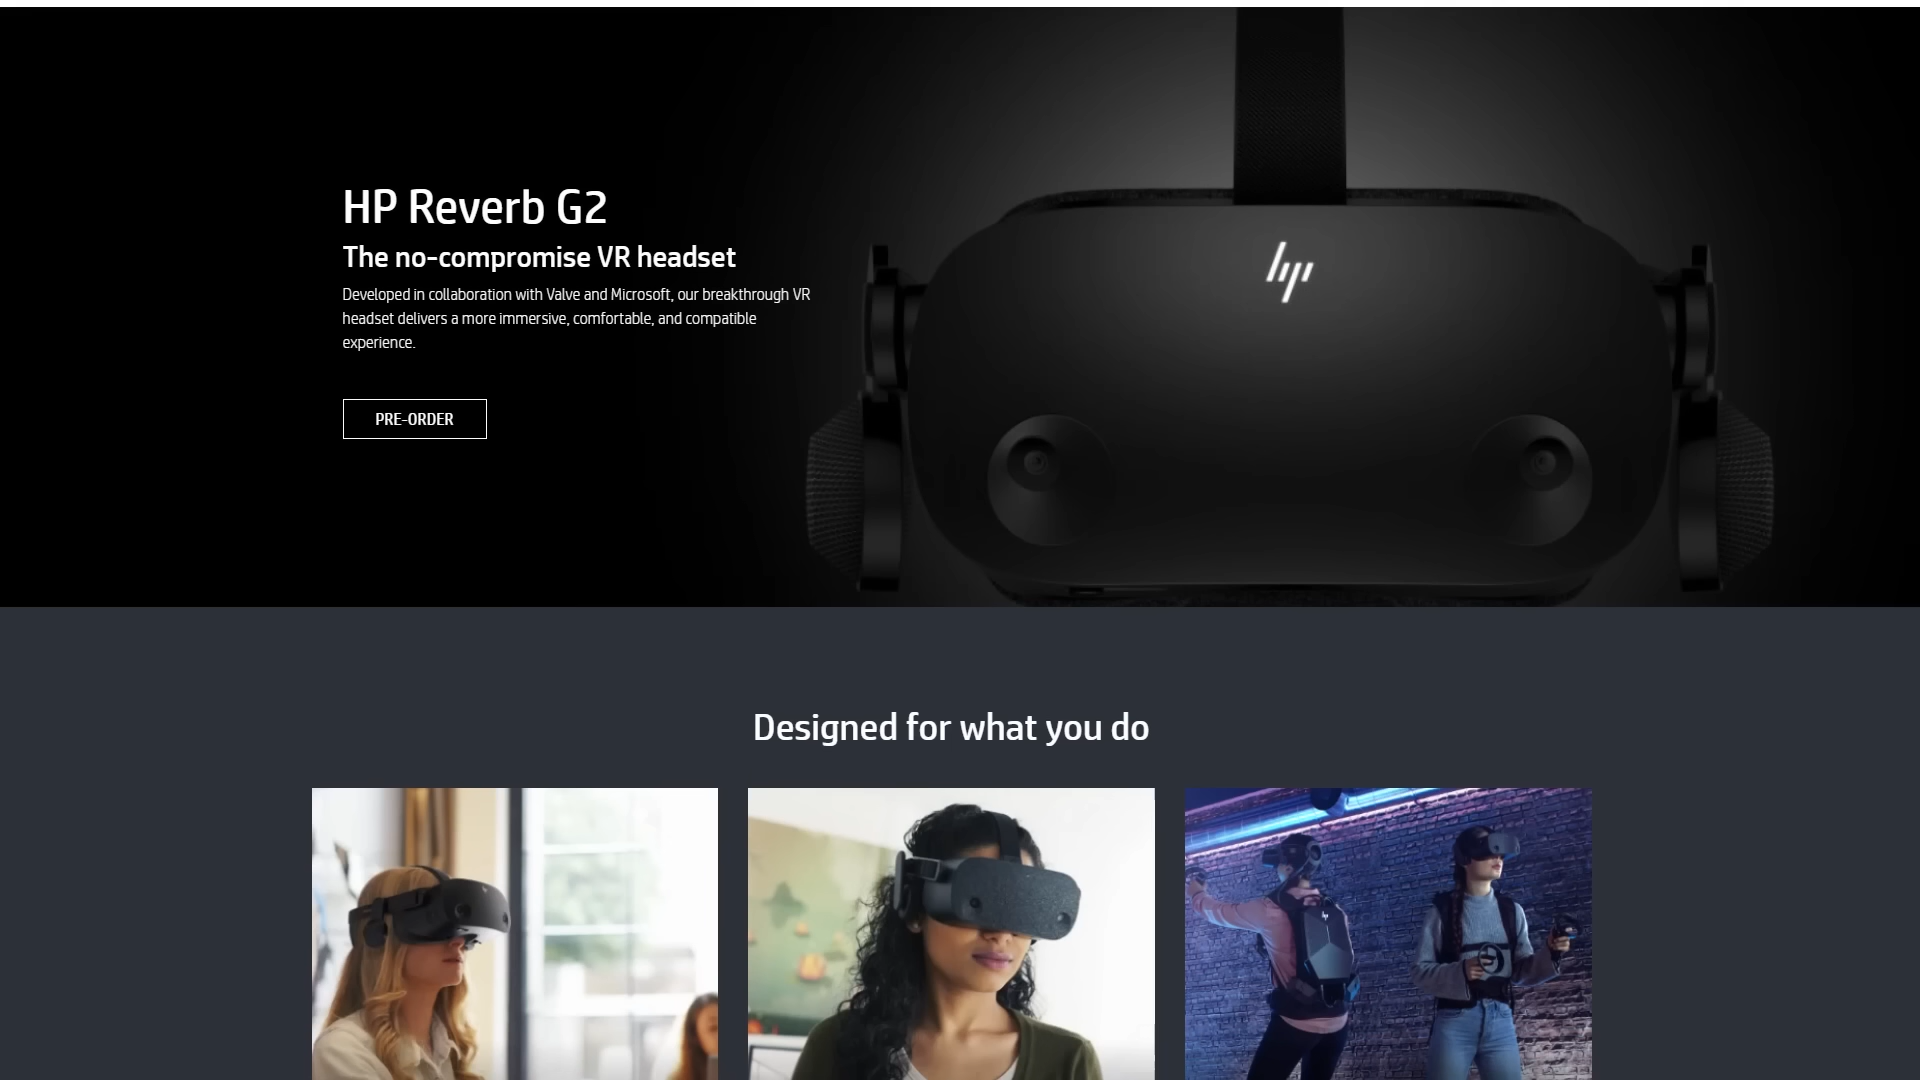 HP Reverb G2
The no-compromise VR headset
Developed in collaboration with Valve and Microsoft, our breakthrough VR
headset delivers a more immersive, comfortable, and compatible
experience.
PRE-ORDER
hp
Designed for what you do